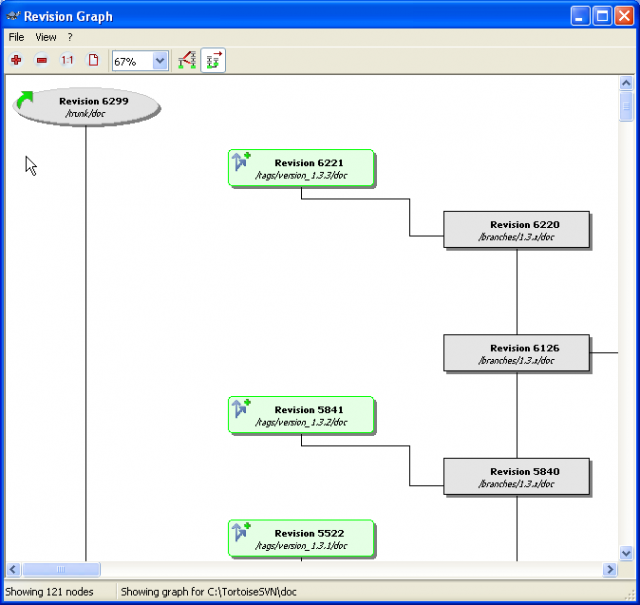 Revision Graph
File View ?
1:1 67%
Revision 6299
/trunk/doc
Revision 6221
/tags/version_1.3.3/doc
Revision 6220
/branches/1.3.x/doc
Revision 6126
/branches/1.3.x/doc
Revision 5841
/tags/version_1.3.2/doc
Revision 5840
/branches/1.3.x/doc
Revision 5522
/tags/version_1.3.1/doc
Showing 121 nodes Showing graph for C:\TortoiseSVN\doc